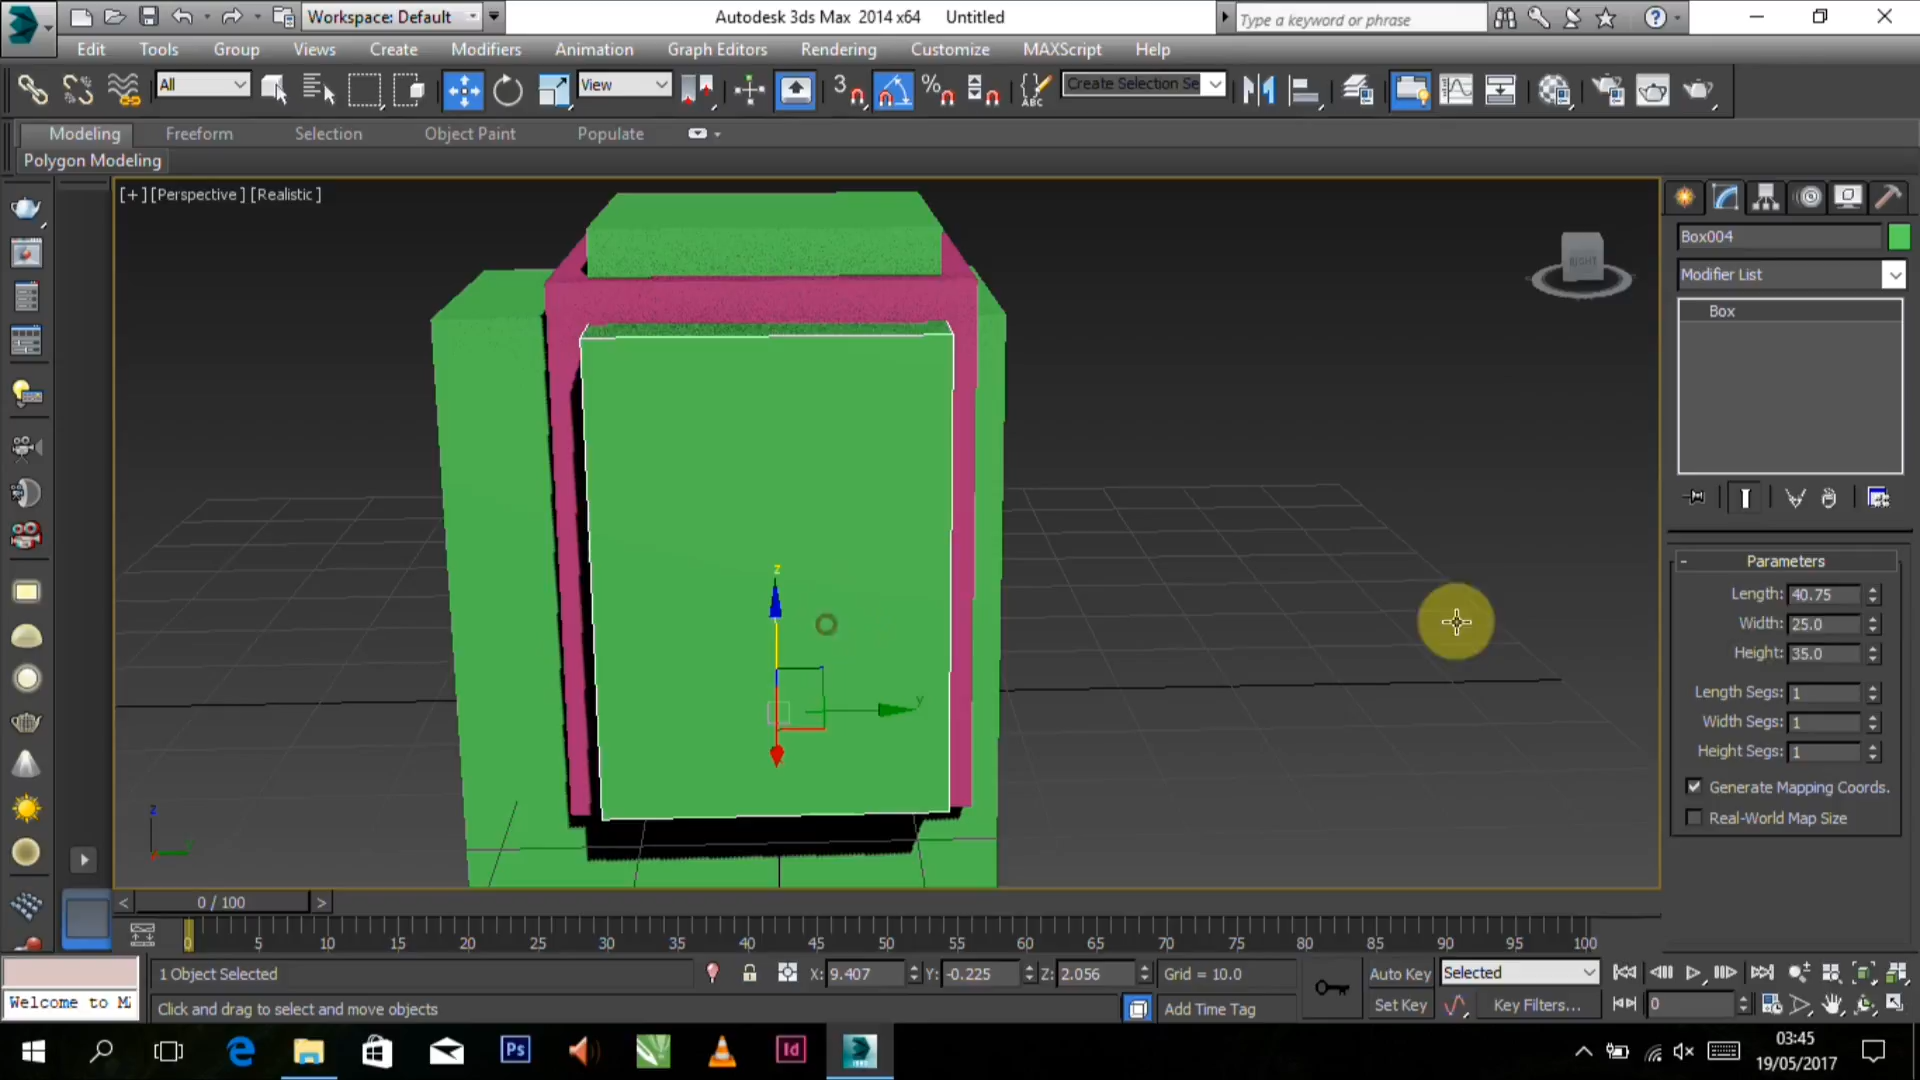 Workspace: Default
Autodesk 3ds Max 2014 x64 Untitled
Type a keyword or phrase
Edit Tools Group Views Create Modifiers Animation Graph Editors Rendering Customize MAXScript Help
All
View
3
%
ABC
Create Selection Se
Modeling Freeform Selection Object Paint Populate
Polygon Modeling
[+] [Perspective] [Realistic]
RIGHT
Box004
Modifier List
Box
Parameters
Length: 40.75
Width: 25.0
Height: 35.0
Length Segs: 1
Width Segs: 1
Height Segs: 1
Generate Mapping Coords.
Real-World Map Size
z
y
z
< 0 / 100 >
0 5 10 15 20 25 30 35 40 45 50 55 60 65 70 75 80 85 90 95 100
1 Object Selected
X: 9.407 Y: -0.225 Z: 2.056 Grid = 10.0
Auto Key Selected
Welcome to M
Click and drag to select and move objects
Add Time Tag
Set Key Key Filters... 0
Ps
Id
03:45
19/05/2017